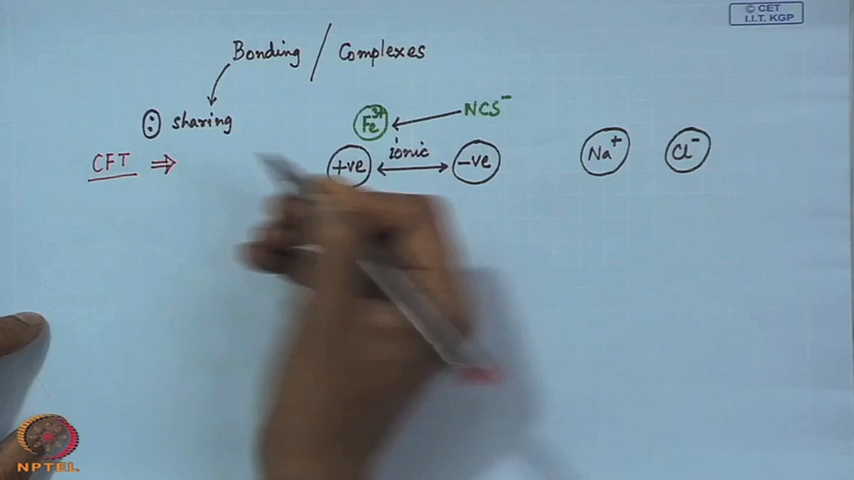 © CET
I.I.T. KGP
Bonding / Complexes
: sharing
Fe³⁺ ← NCS⁻
CFT ⇒
+ve ionic ↔ -ve
Na⁺ Cl⁻
NPTEL